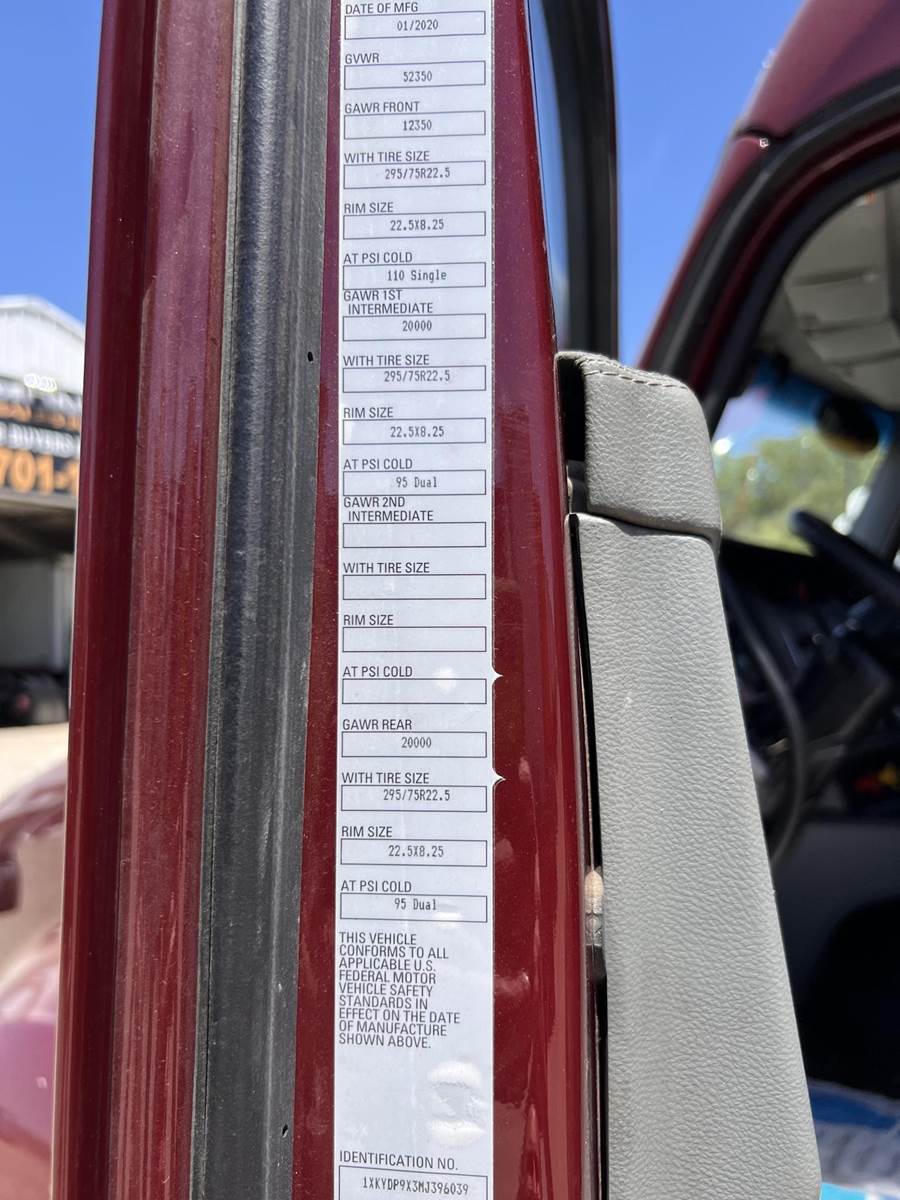 DATE OF MFG
01/2020
GVWR
52350
GAWR FRONT
12350
WITH TIRE SIZE
295/75R22.5
RIM SIZE
22.5X8.25
AT PSI COLD
110 Single
GAWR 1ST
INTERMEDIATE
20000
WITH TIRE SIZE
295/75R22.5
RIM SIZE
22.5X8.25
AT PSI COLD
95 Dual
GAWR 2ND
INTERMEDIATE
WITH TIRE SIZE
RIM SIZE
AT PSI COLD
GAWR REAR
20000
WITH TIRE SIZE
295/75R22.5
RIM SIZE
22.5X8.25
AT PSI COLD
95 Dual
THIS VEHICLE
CONFORMS TO ALL
APPLICABLE U.S.
FEDERAL MOTOR
VEHICLE SAFETY
STANDARDS IN
EFFECT ON THE DATE
OF MANUFACTURE
SHOWN ABOVE.
IDENTIFICATION NO.
1XKYDP9X3MJ396039
BUYERS
701-